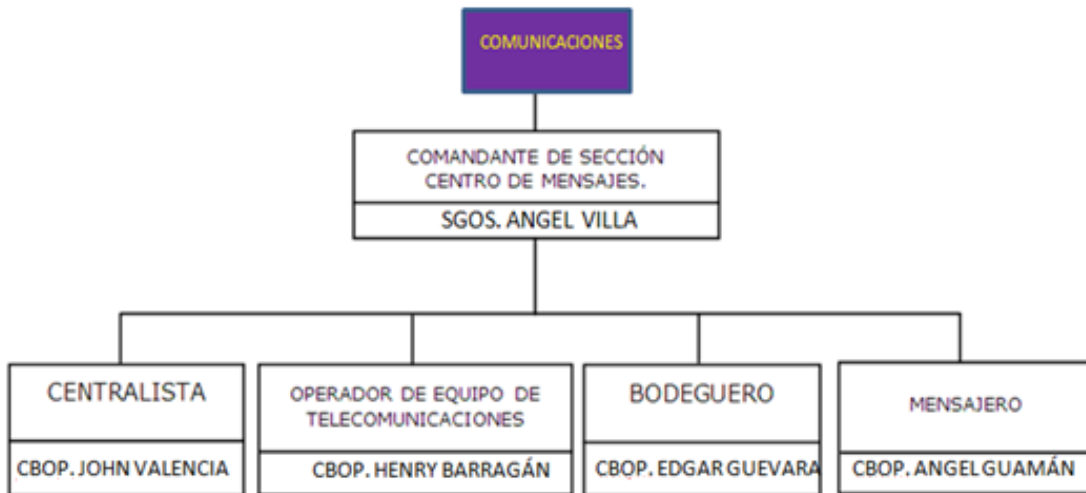 COMUNICACIONES
COMANDANTE DE SECCIÓN
CENTRO DE MENSAJES.
SGOS. ANGEL VILLA
CENTRALISTA
CBOP. JOHN VALENCIA
OPERADOR DE EQUIPO DE
TELECOMUNICACIONES
CBOP. HENRY BARRAGÁN
BODEGUERO
CBOP. EDGAR GUEVARA
MENSAJERO
CBOP. ANGEL GUAMÁN